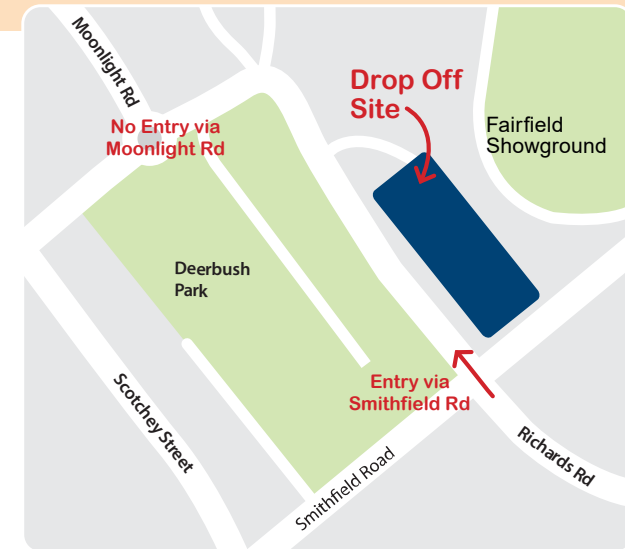 Moonlight Rd
Drop Off
Site
No Entry via
Moonlight Rd
Fairfield
Showground
Deerbush
Park
Entry via
Smithfield Rd
Scotchey Street
Smithfield Road
Richards Rd